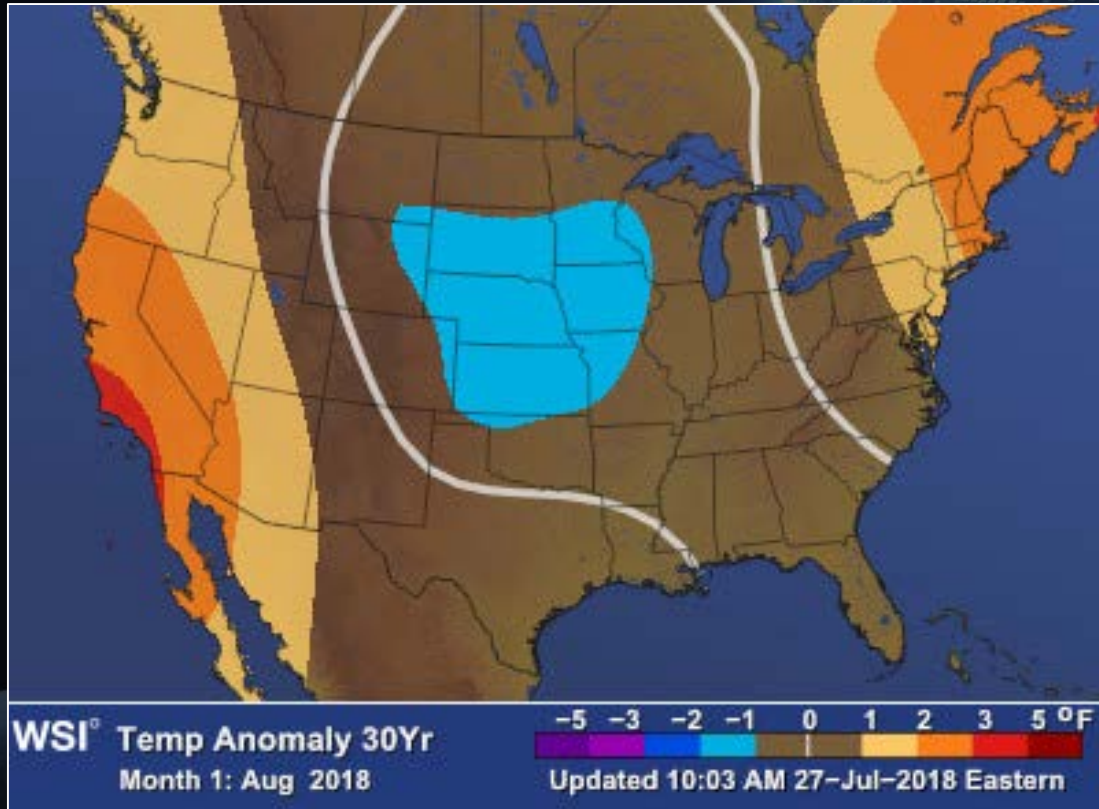 WSI° Temp Anomaly 30Yr
Month 1: Aug 2018
−5 −3 −2 −1 0 1 2 3 5 °F
Updated 10:03 AM 27−Jul−2018 Eastern